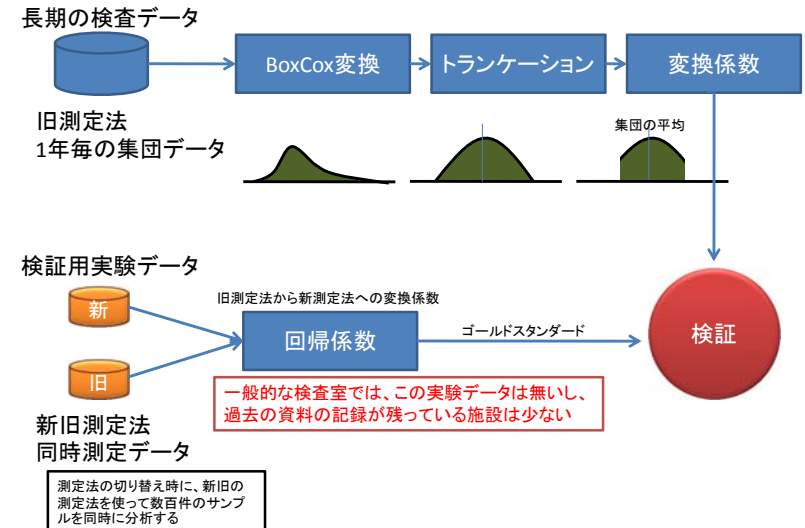 長期の検査データ
BoxCox変換
トランケーション
変換係数
旧測定法
1年毎の集団データ
集団の平均
検証用実験データ
新
旧測定法から新測定法への変換係数
回帰係数
ゴールドスタンダード
検証
旧
一般的な検査室では、この実験データは無いし、
過去の資料の記録が残っている施設は少ない
新旧測定法
同時測定データ
測定法の切り替え時に、新旧の
測定法を使って数百件のサンプ
ルを同時に分析する